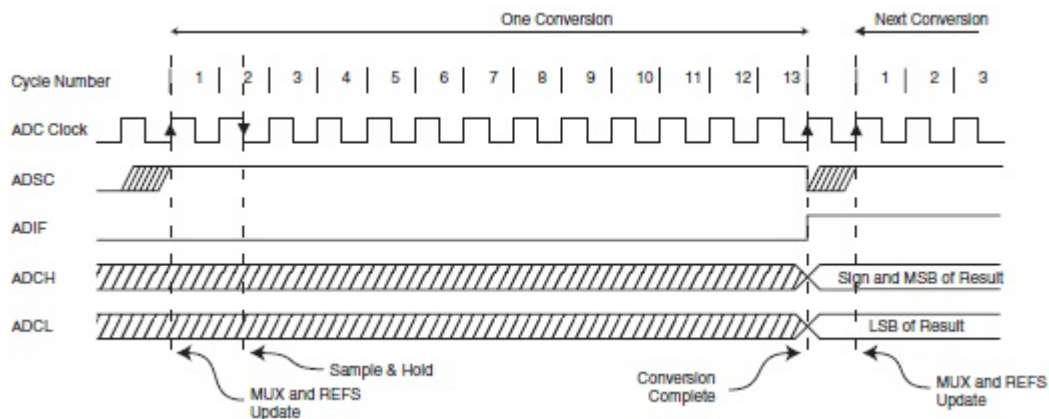 One Conversion
Next Conversion
Cycle Number 1 2 3 4 5 6 7 8 9 10 11 12 13 1 2 3
ADC Clock
ADSC
ADIF
ADCH Sign and MSB of Result
ADCL LSB of Result
Sample & Hold
MUX and REFS
Update
Conversion
Complete
MUX and REFS
Update